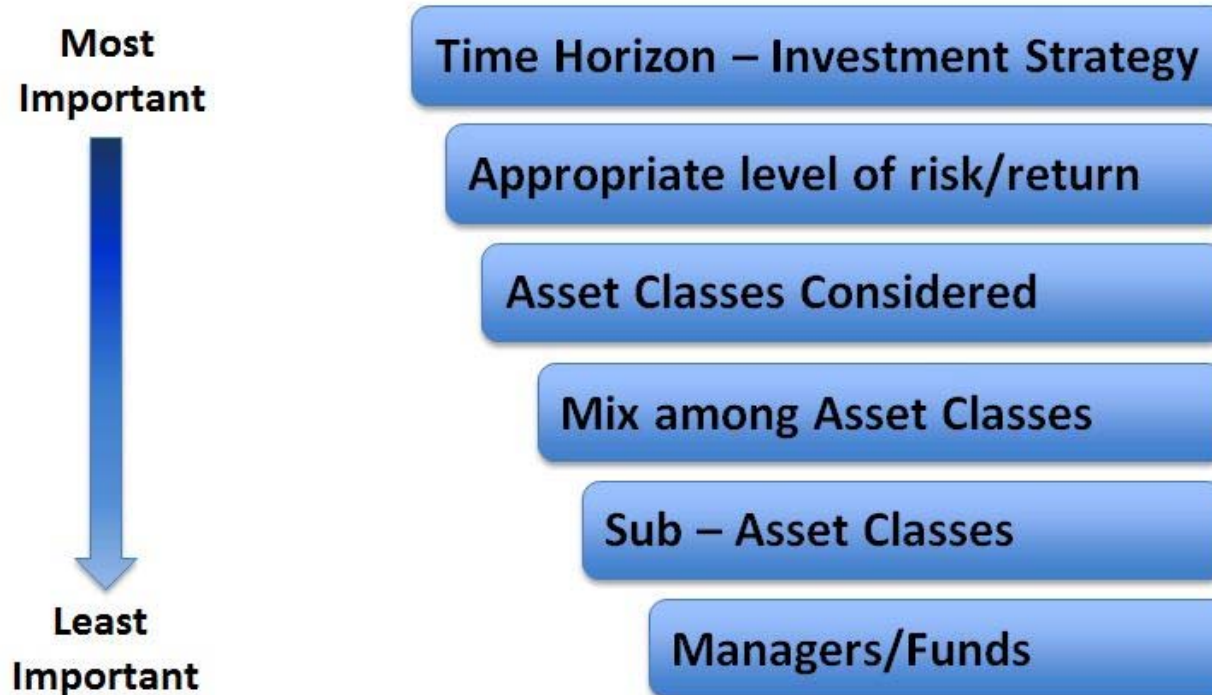 Most
Important
Time Horizon – Investment Strategy
Appropriate level of risk/return
Asset Classes Considered
Mix among Asset Classes
Sub – Asset Classes
Managers/Funds
Least
Important